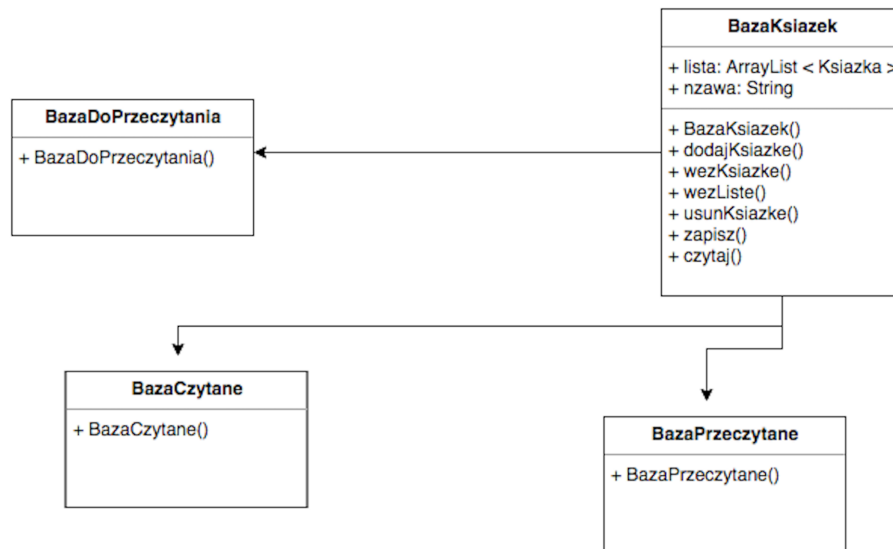 BazaKsiazek
+ lista: ArrayList < Ksiazka >
+ nzawa: String
+ BazaKsiazek()
+ dodajKsiazke()
+ wezKsiazke()
+ wezListe()
+ usunKsiazke()
+ zapisz()
+ czytaj()
BazaDoPrzeczytania
+ BazaDoPrzeczytania()
BazaCzytane
+ BazaCzytane()
BazaPrzeczytane
+ BazaPrzeczytane()